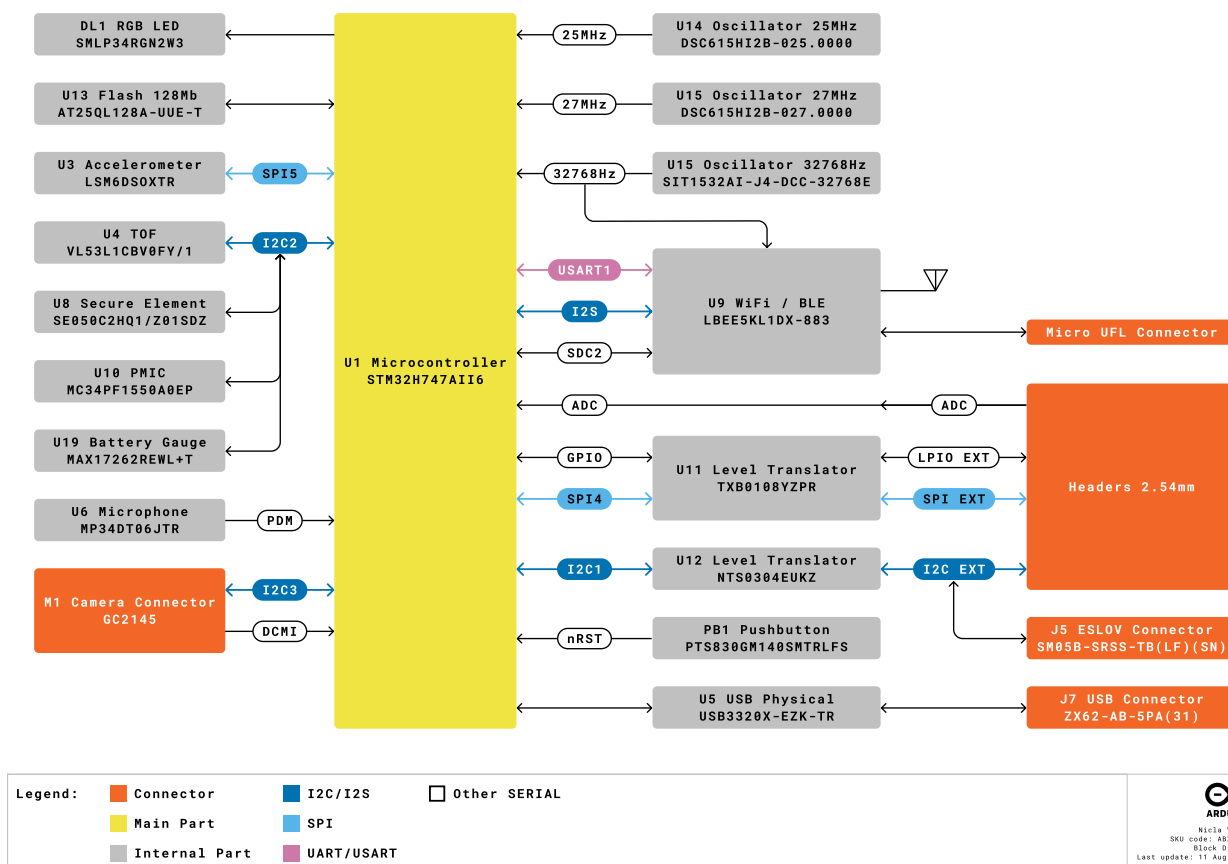 DL1 RGB LED
SMLP34RGN2W3
U13 Flash 128Mb
AT25QL128A-UUE-T
U3 Accelerometer
LSM6DSOXTR
SPI5
U4 TOF
VL53L1CBV0FY/1
I2C2
U8 Secure Element
SE050C2HQ1/Z01SDZ
U10 PMIC
MC34PF1550A0EP
U19 Battery Gauge
MAX17262REWL+T
U6 Microphone
MP34DT06JTR
PDM
M1 Camera Connector
GC2145
I2C3
DCMI
U1 Microcontroller
STM32H747AII6
25MHz
U14 Oscillator 25MHz
DSC615HI2B-025.0000
27MHz
U15 Oscillator 27MHz
DSC615HI2B-027.0000
32768Hz
U15 Oscillator 32768Hz
SIT1532AI-J4-DCC-32768E
USART1
I2S
SDC2
U9 WiFi / BLE
LBEE5KL1DX-883
Micro UFL Connector
ADC
ADC
GPIO
SPI4
U11 Level Translator
TXB0108YZPR
LPIO EXT
SPI EXT
Headers 2.54mm
I2C1
U12 Level Translator
NTS0304EUKZ
I2C EXT
nRST
PB1 Pushbutton
PTS830GM140SMTRLFS
J5 ESLOV Connector
SM05B-SRSS-TB(LF)(SN)
U5 USB Physical
USB3320X-EZK-TR
J7 USB Connector
ZX62-AB-5PA(31)
Legend:
Connector
I2C/I2S
Other SERIAL
Main Part
SPI
Internal Part
UART/USART
Nicla
SKU code:
Block
Last update: 11